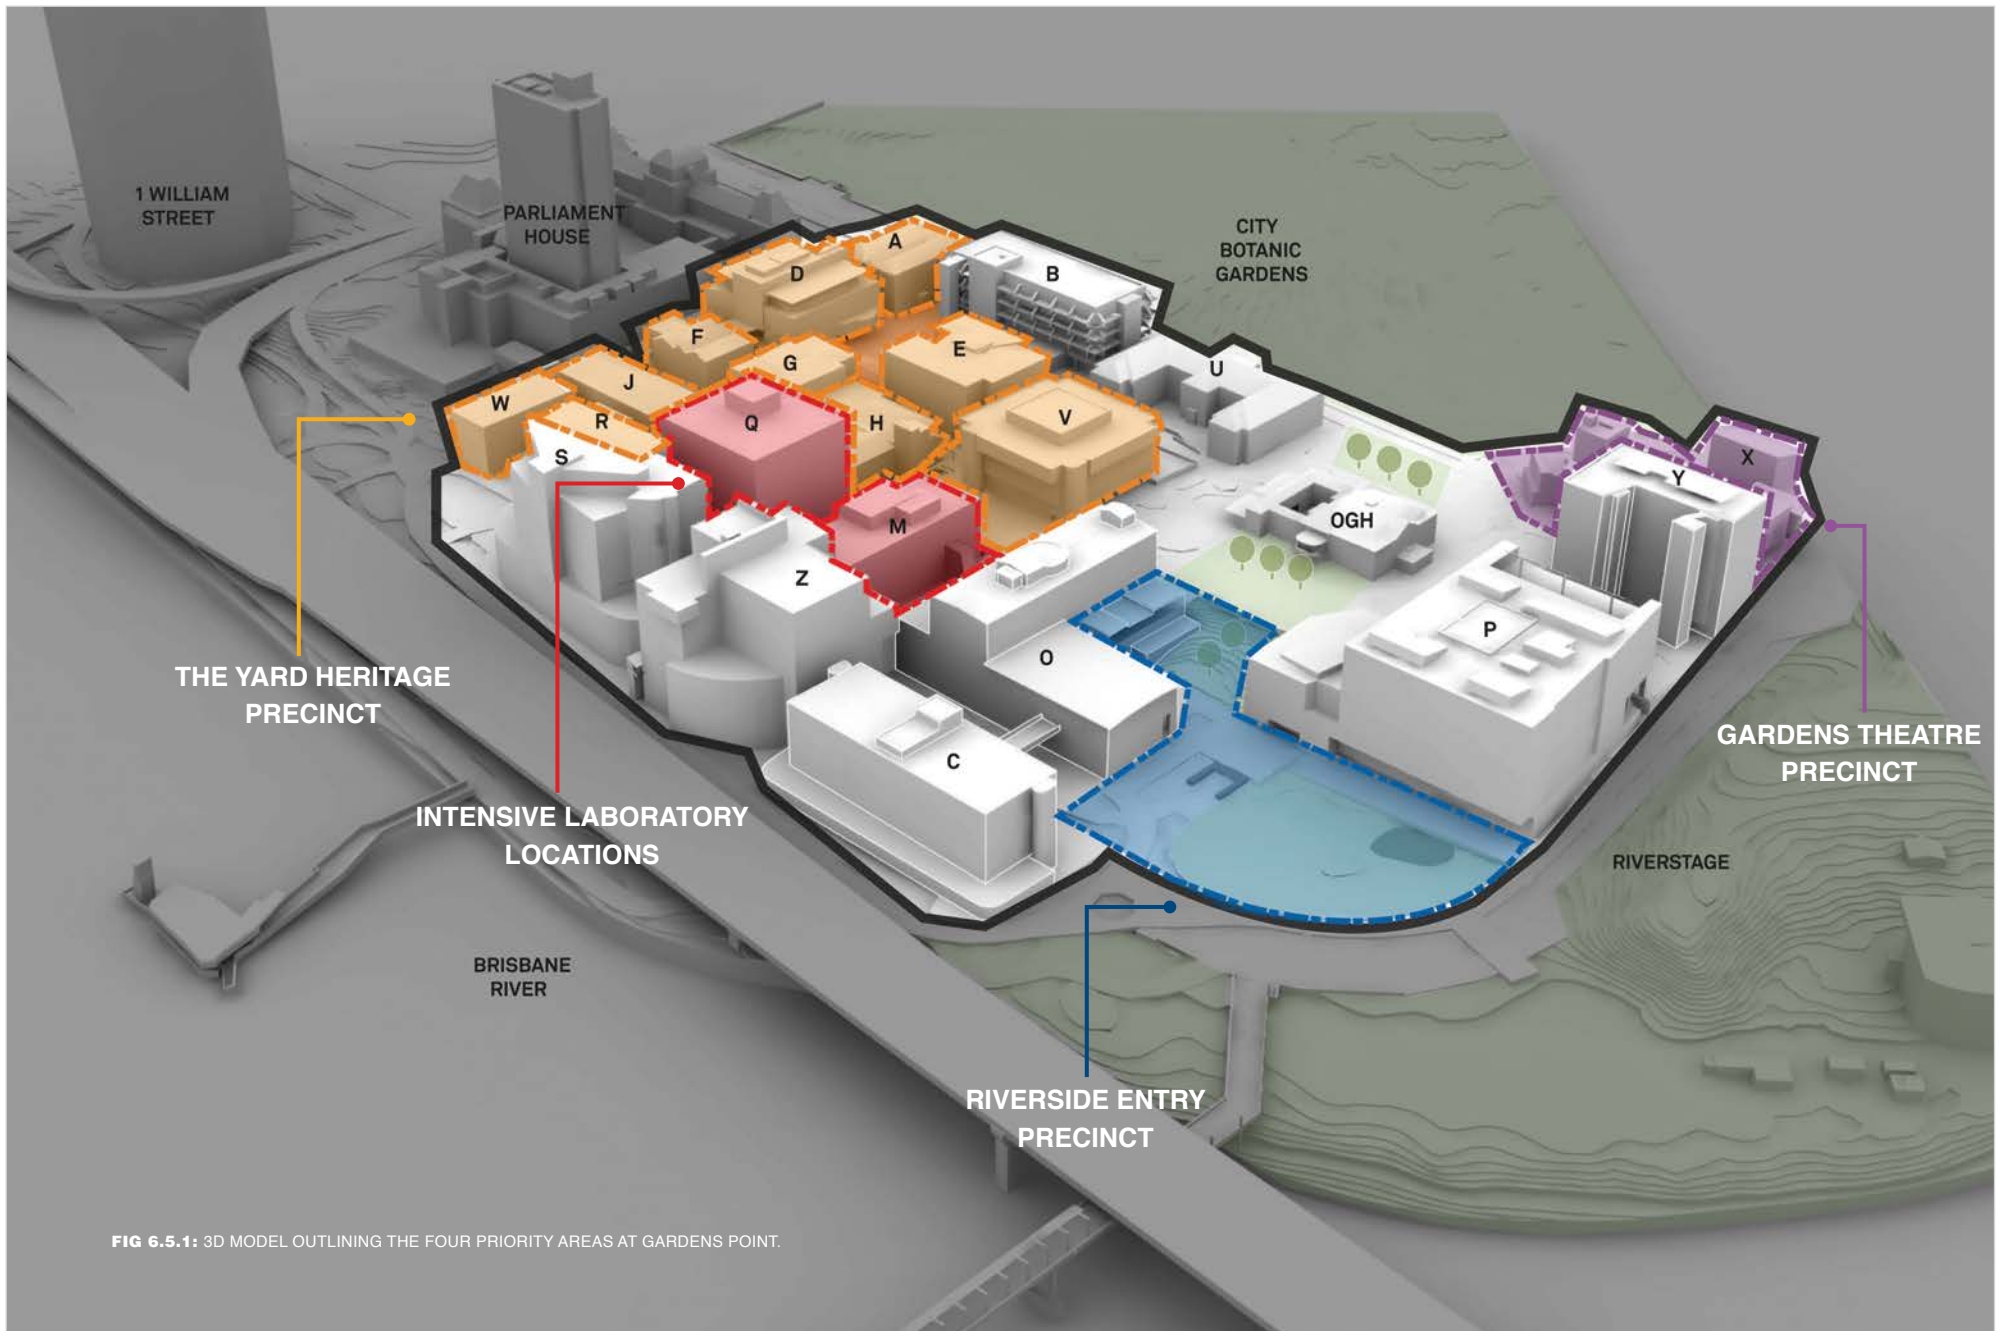 1 WILLIAM
STREET
PARLIAMENT
HOUSE
CITY
BOTANIC
GARDENS
A
D
B
F
E
G
U
J
W
R
Q
H
V
S
X
Y
M
OGH
Z
P
O
C
THE YARD HERITAGE
PRECINCT
GARDENS THEATRE
PRECINCT
INTENSIVE LABORATORY
LOCATIONS
RIVERSTAGE
BRISBANE
RIVER
RIVERSIDE ENTRY
PRECINCT
FIG 6.5.1: 3D MODEL OUTLINING THE FOUR PRIORITY AREAS AT GARDENS POINT.